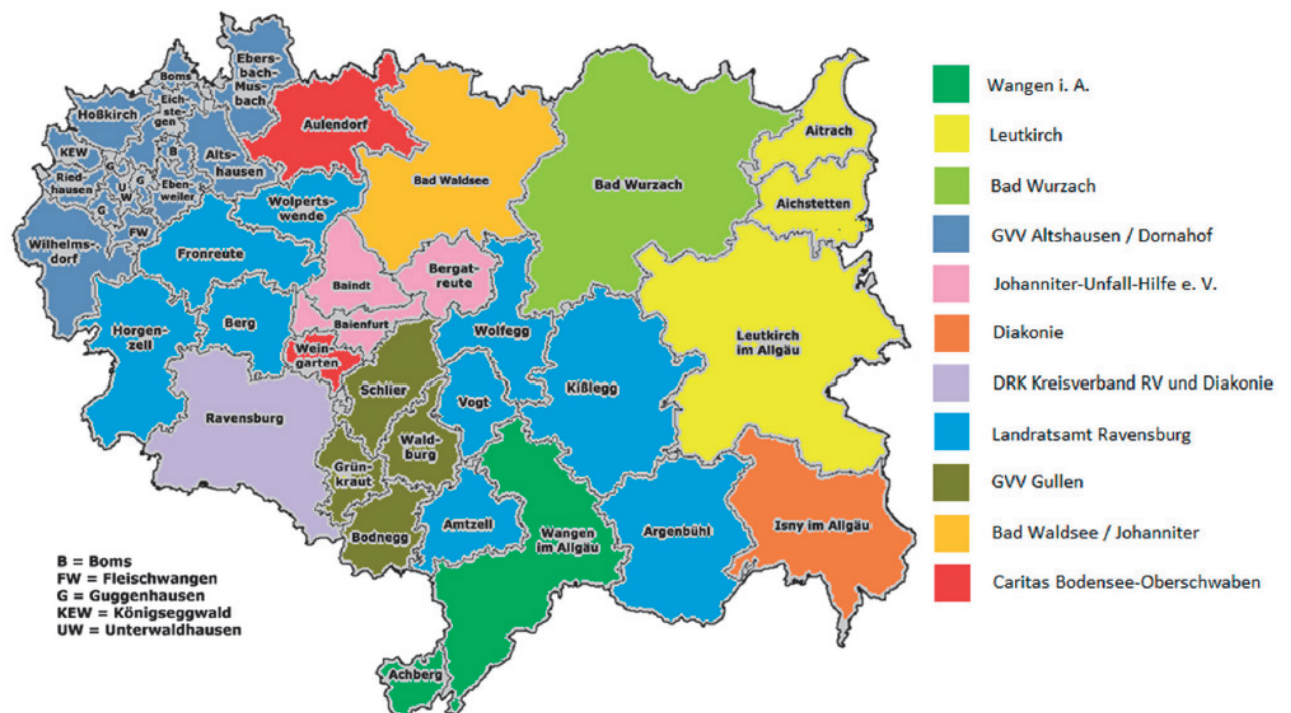 Boms
Ebers-
bach-
Mus-
bach
Eich-
ste-
gen
Hoßkirch
Aulendorf
KEW
G
B
Alts-
hausen
Ried-
hausen
U
W
G
Eben-
weiler
G
FW
Wilhelms-
dorf
Bad Waldsee
Bad Wurzach
Aitrach
Aichstetten
Wolperts-
wende
Fronreute
Baindt
Bergat-
reute
Horgen-
zell
Berg
Baienfurt
Wein-
garten
Wolfegg
Leutkirch
im Allgäu
Schlier
Vogt
Kißlegg
Ravensburg
Wald-
burg
Grün-
kraut
Bodnegg
Amtzell
Wangen
im Allgäu
Argenbühl
Isny im Allgäu
Achberg
B = Boms
FW = Fleischwangen
G = Guggenhausen
KEW = Königseggwald
UW = Unterwaldhausen
Wangen i. A.
Leutkirch
Bad Wurzach
GVV Altshausen / Dornahof
Johanniter-Unfall-Hilfe e. V.
Diakonie
DRK Kreisverband RV und Diakonie
Landratsamt Ravensburg
GVV Gullen
Bad Waldsee / Johanniter
Caritas Bodensee-Oberschwaben